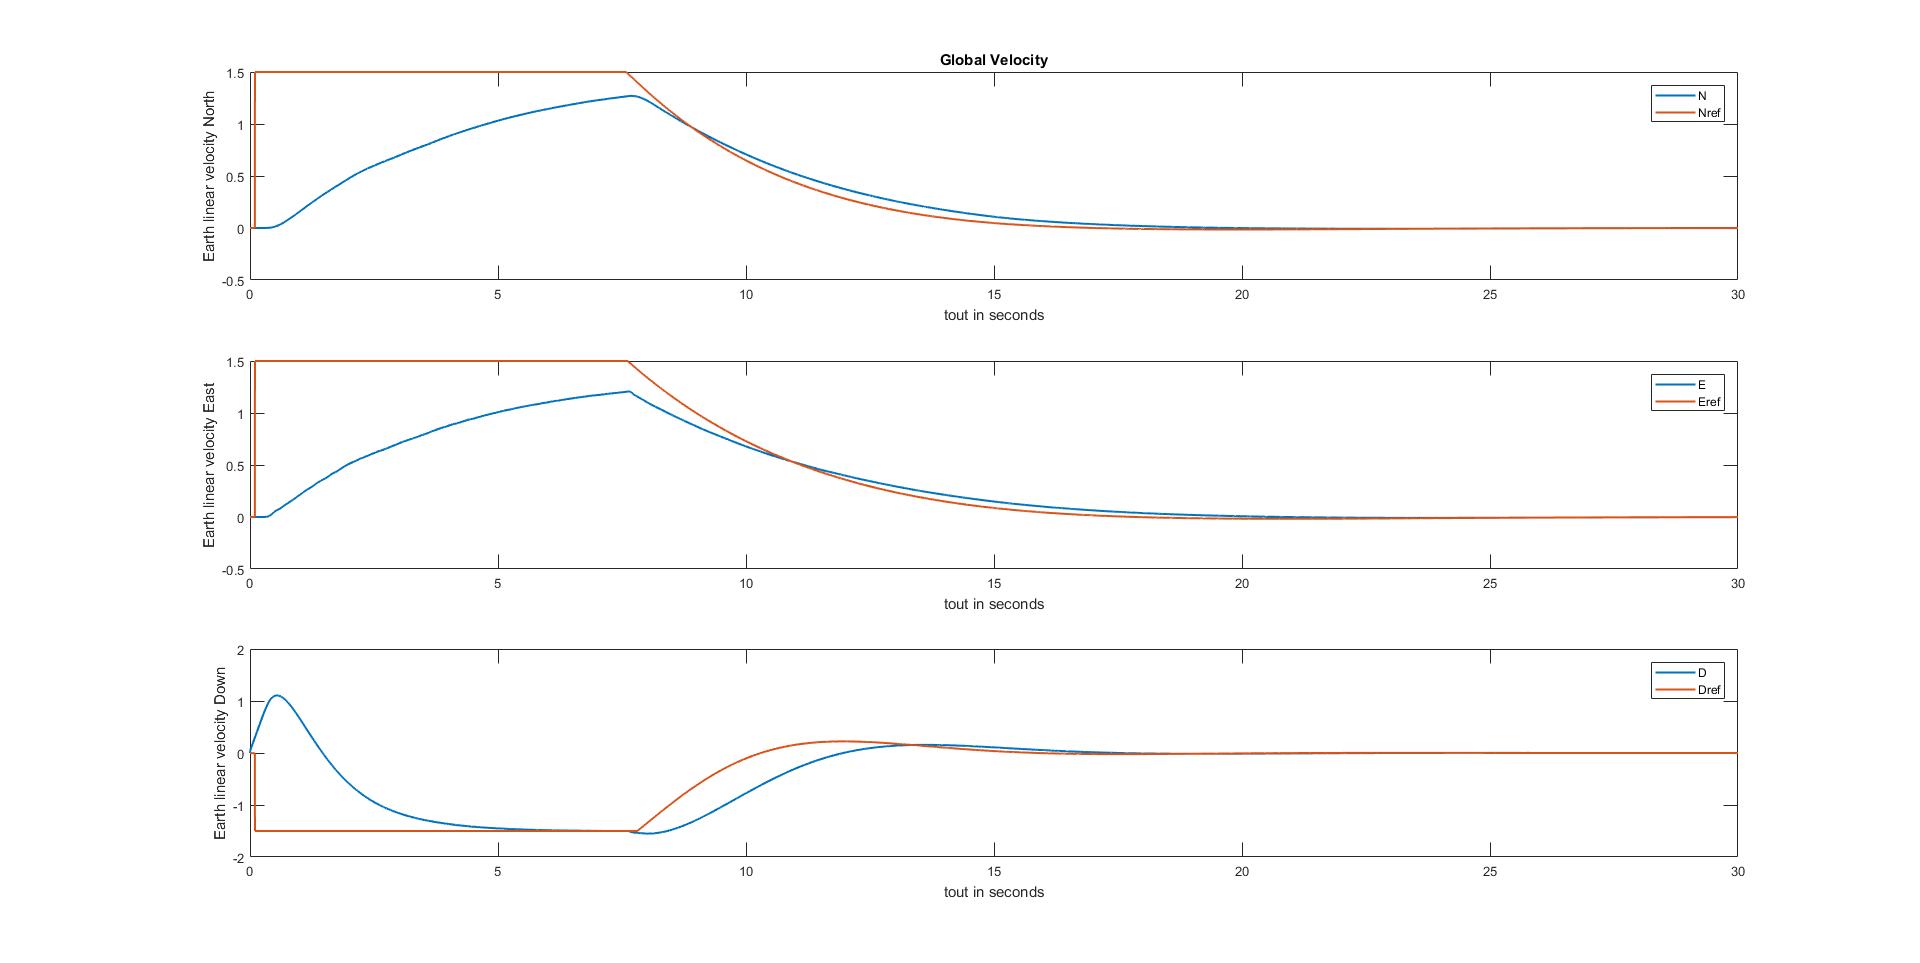 Global Velocity
Earth linear velocity North
1.5
1
0.5
0
-0.5
N
Nref
0 5 10 15 20 25 30
tout in seconds
Earth linear velocity East
1.5
1
0.5
0
-0.5
E
Eref
0 5 10 15 20 25 30
tout in seconds
Earth linear velocity Down
2
1
0
-1
-2
D
Dref
0 5 10 15 20 25 30
tout in seconds